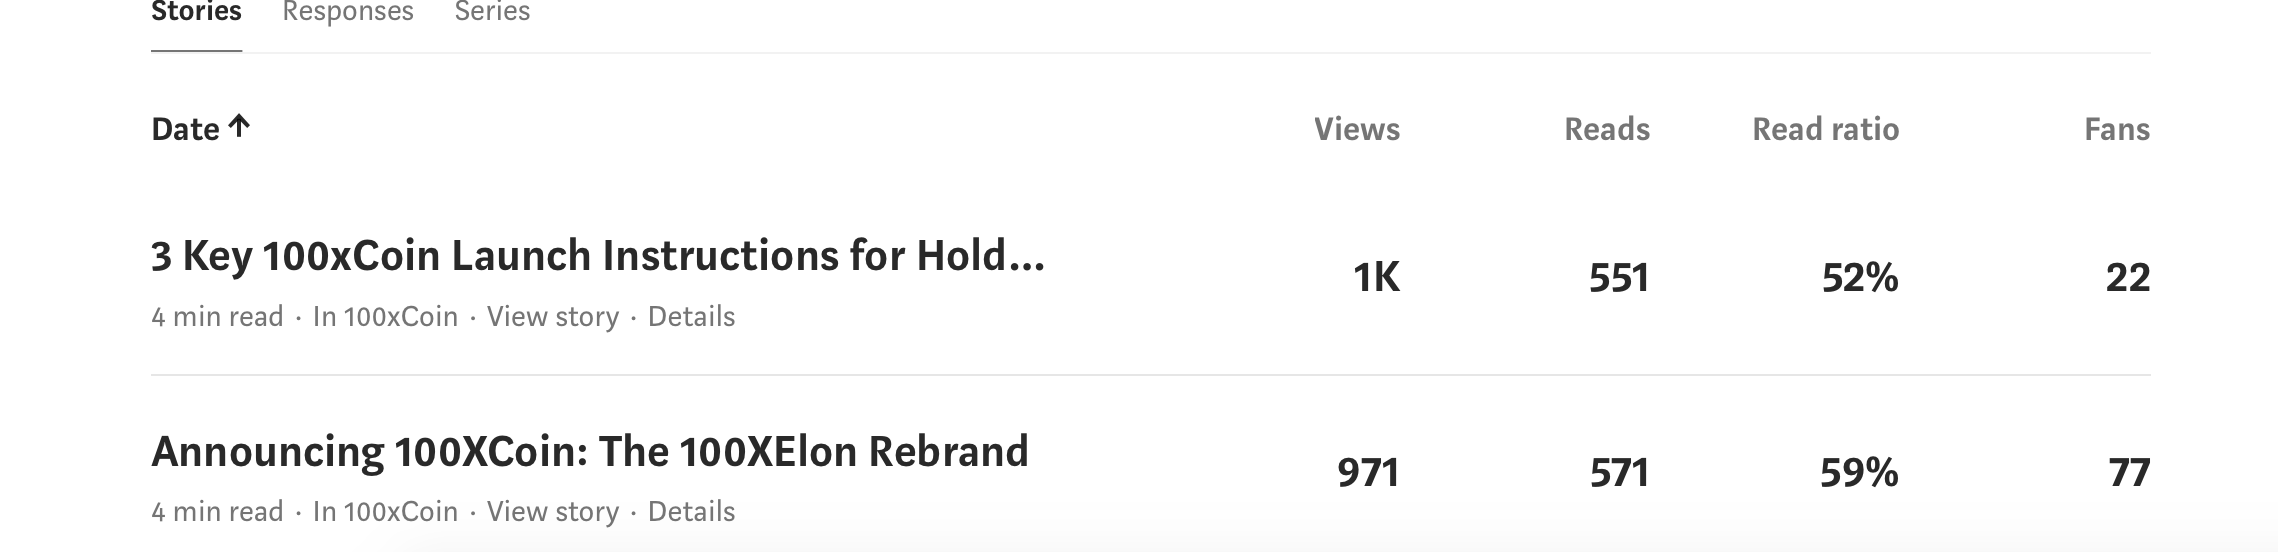 Stories Responses Series
Date ↑ Views Reads Read ratio Fans
3 Key 100xCoin Launch Instructions for Hold...
1K 551 52% 22
4 min read · In 100xCoin · View story · Details
Announcing 100XCoin: The 100XElon Rebrand
971 571 59% 77
4 min read · In 100xCoin · View story · Details